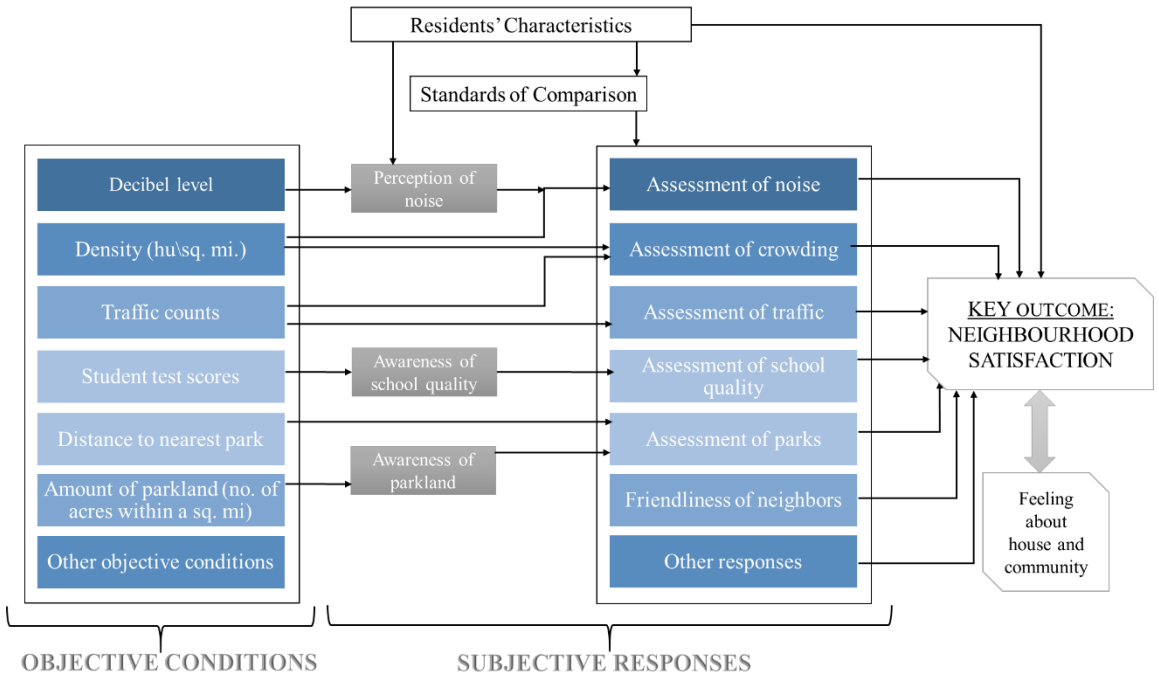 Residents' Characteristics
Standards of Comparison
Decibel level
Density (hu\sq. mi.)
Traffic counts
Student test scores
Distance to nearest park
Amount of parkland (no. of
acres within a sq. mi)
Other objective conditions
Perception of
noise
Awareness of
school quality
Awareness of
parkland
Assessment of noise
Assessment of crowding
Assessment of traffic
Assessment of school
quality
Assessment of parks
Friendliness of neighbors
Other responses
KEY OUTCOME:
NEIGHBOURHOOD
SATISFACTION
Feeling
about
house and
community
OBJECTIVE CONDITIONS
SUBJECTIVE RESPONSES